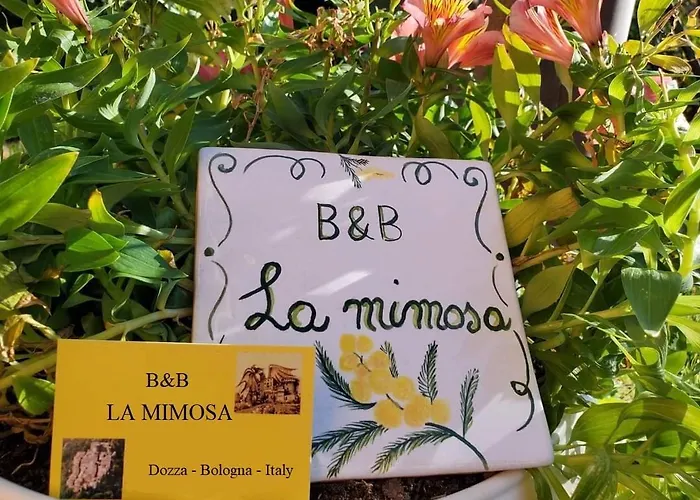 B&B
La mimosa
B&B
LA MIMOSA
Dozza - Bologna - Italy